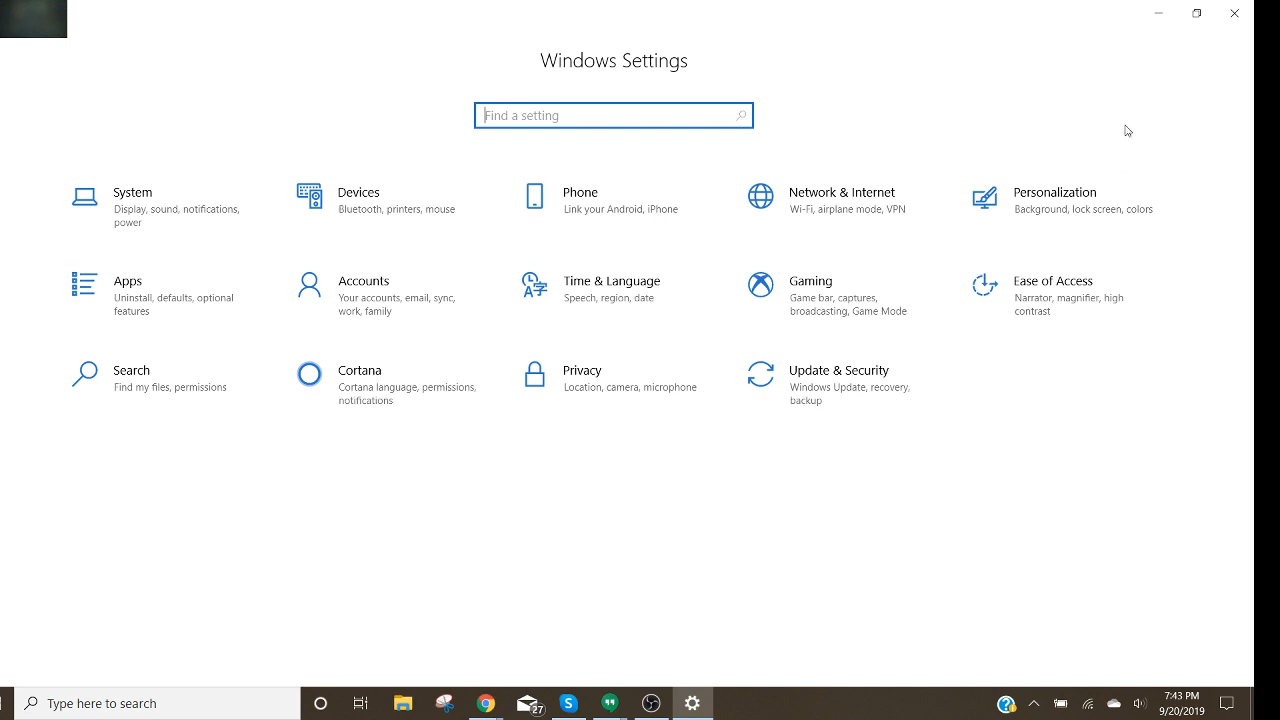 Windows Settings
Find a setting
System
Display, sound, notifications,
power
Devices
Bluetooth, printers, mouse
Phone
Link your Android, iPhone
Network & Internet
Wi-Fi, airplane mode, VPN
Personalization
Background, lock screen, colors
Apps
Uninstall, defaults, optional
features
Accounts
Your accounts, email, sync,
work, family
Time & Language
Speech, region, date
Gaming
Game bar, captures,
broadcasting, Game Mode
Ease of Access
Narrator, magnifier, high
contrast
Search
Find my files, permissions
Cortana
Cortana language, permissions,
notifications
Privacy
Location, camera, microphone
Update & Security
Windows Update, recovery,
backup
Type here to search
27
7:43 PM
9/20/2019